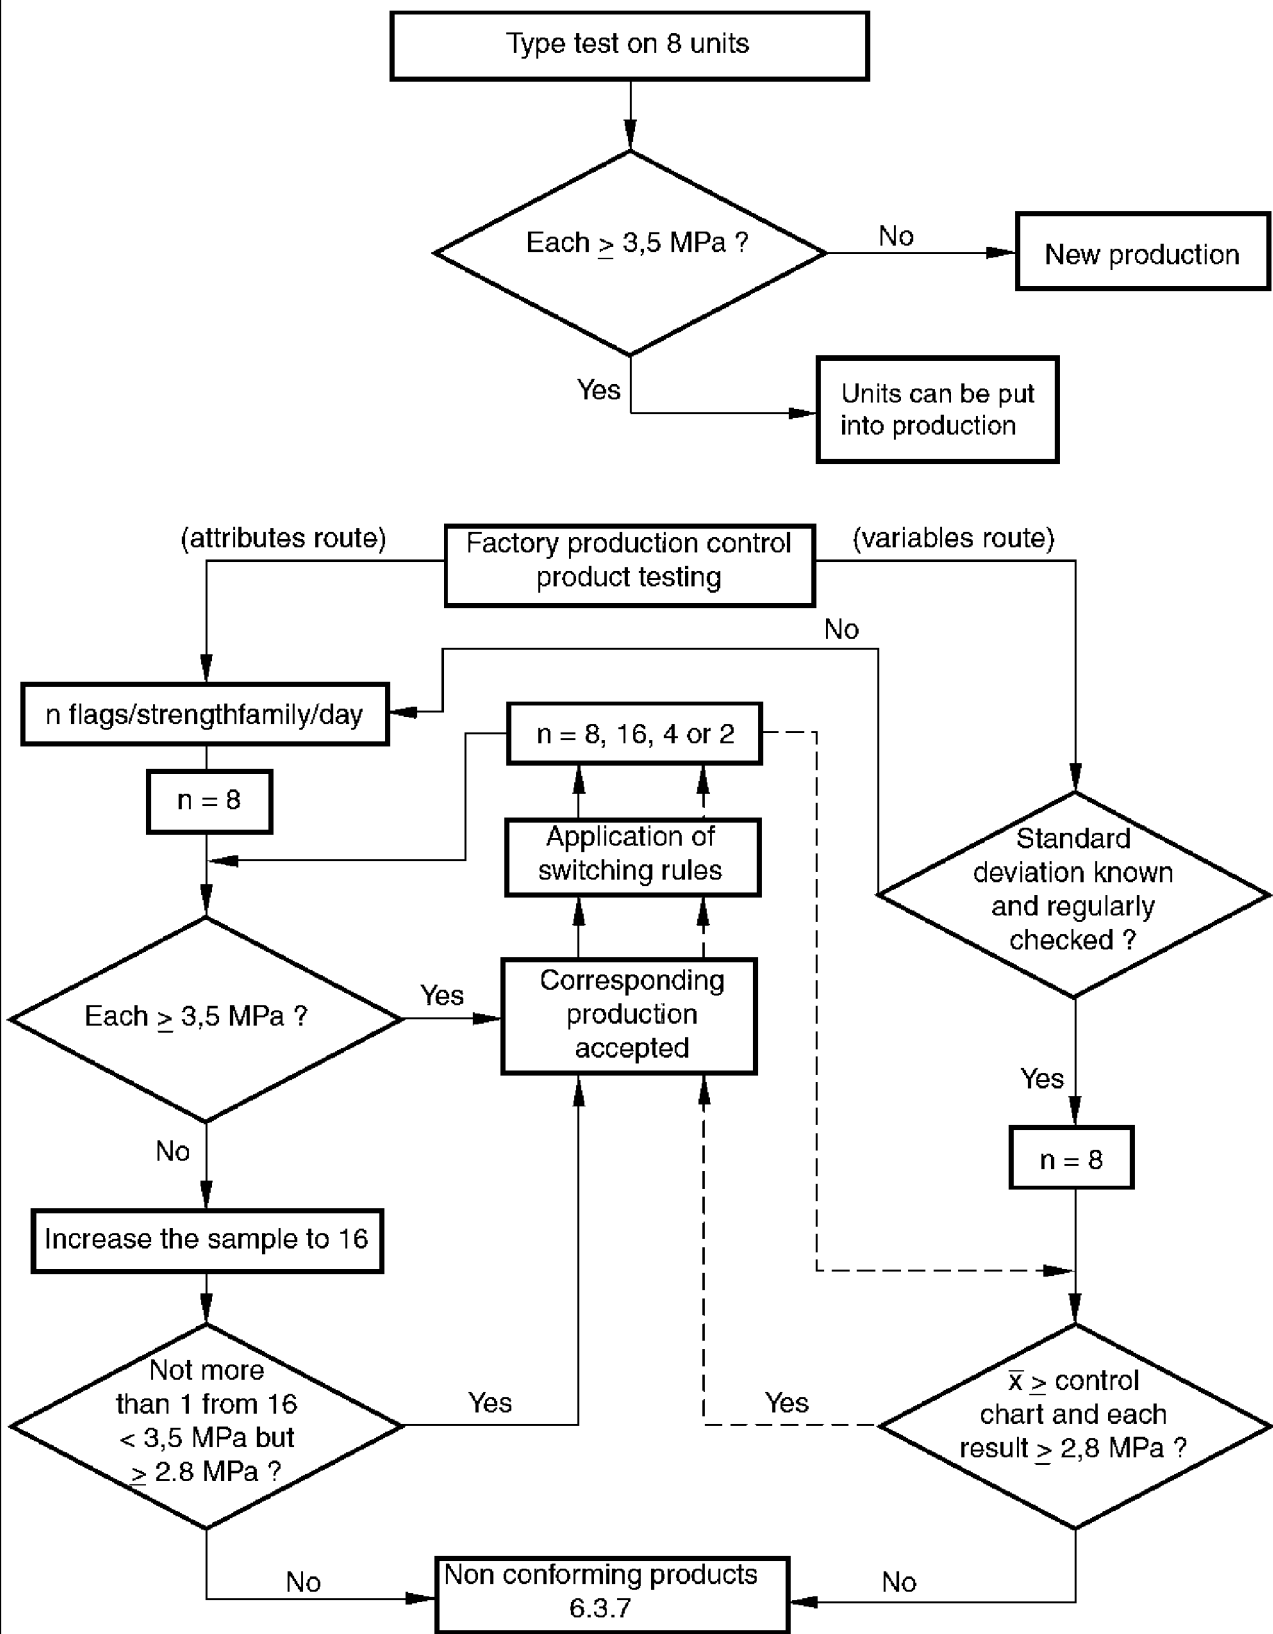 Type test on 8 units
Each ≥ 3,5 MPa ?
No
New production
Yes
Units can be put
into production
(attributes route)
Factory production control
product testing
(variables route)
No
n flags/strengthfamily/day
n = 8, 16, 4 or 2
n = 8
Application of
switching rules
Standard
deviation known
and regularly
checked ?
Each ≥ 3,5 MPa ?
Yes
Corresponding
production
accepted
Yes
No
n = 8
Increase the sample to 16
Not more
than 1 from 16
< 3,5 MPa but
≥ 2.8 MPa ?
Yes
Yes
x̅ ≥ control
chart and each
result ≥ 2,8 MPa ?
No
Non conforming products
6.3.7
No